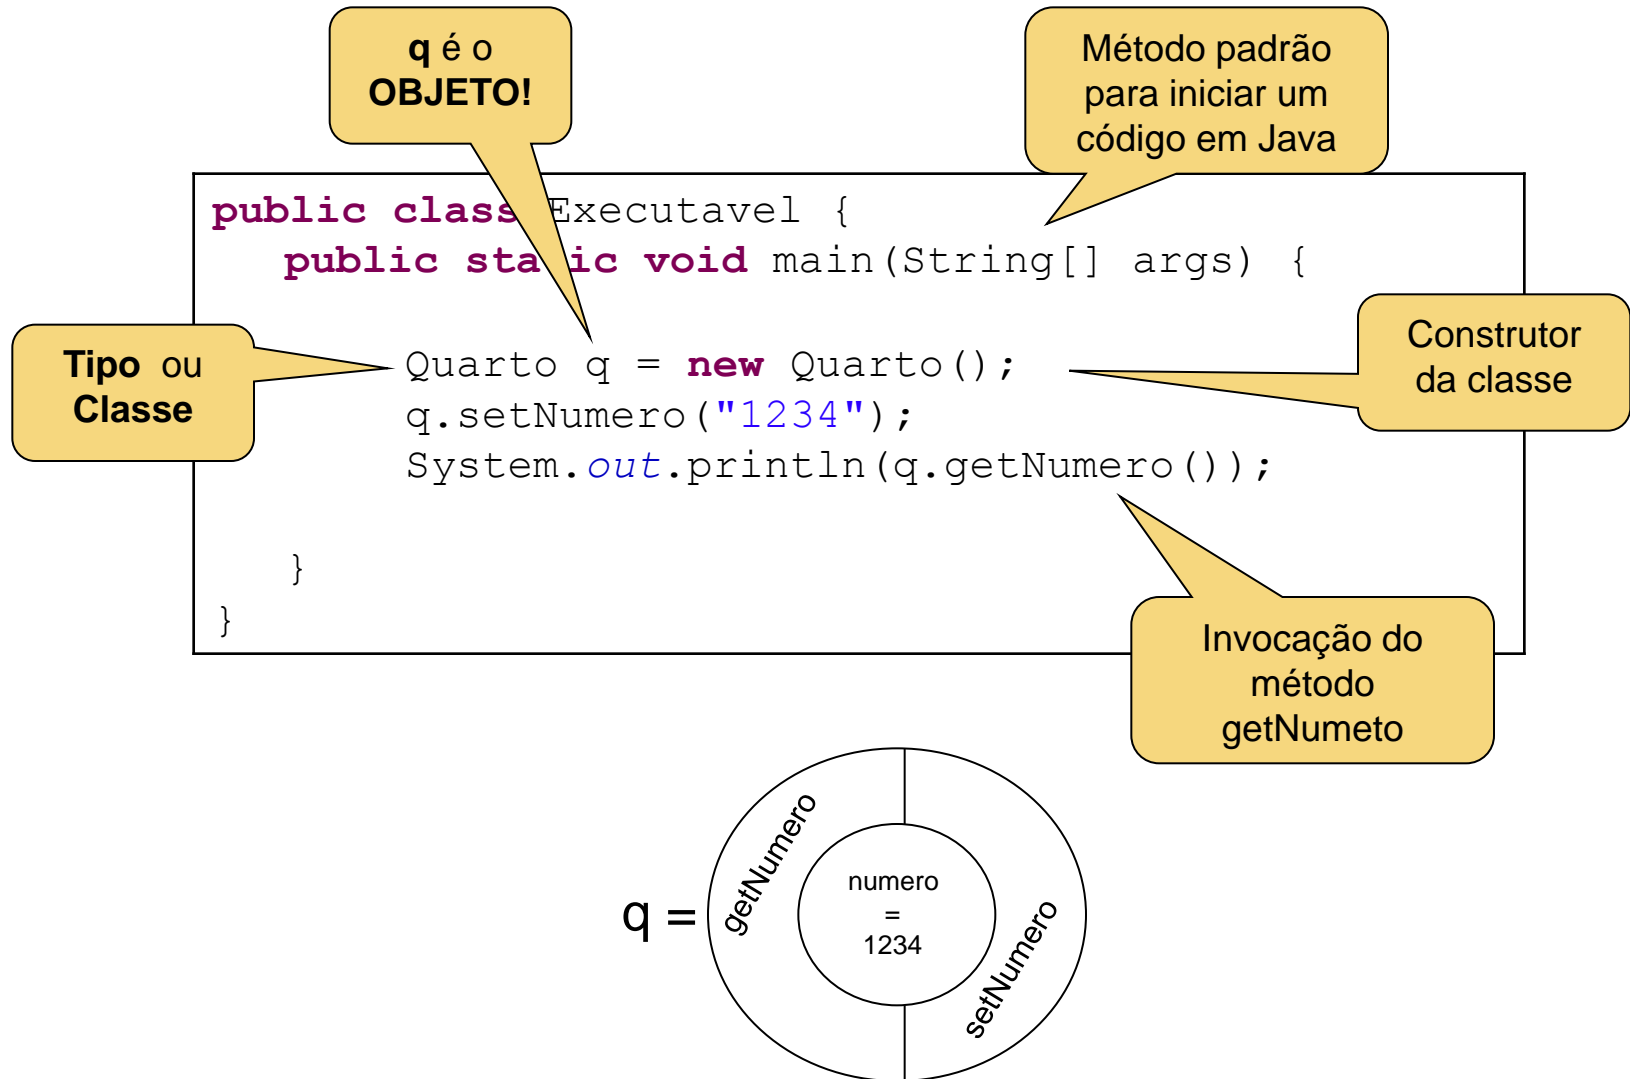 q é o
OBJETO!
Método padrão
para iniciar um
código em Java
public class Executavel {
public static void main(String[] args) {
Tipo ou
Classe
Quarto q = new Quarto();
q.setNumero("1234");
System.out.println(q.getNumero());
Construtor
da classe
}
}
Invocação do
método
getNumeto
q =
getNumero
numero
=
1234
setNumero